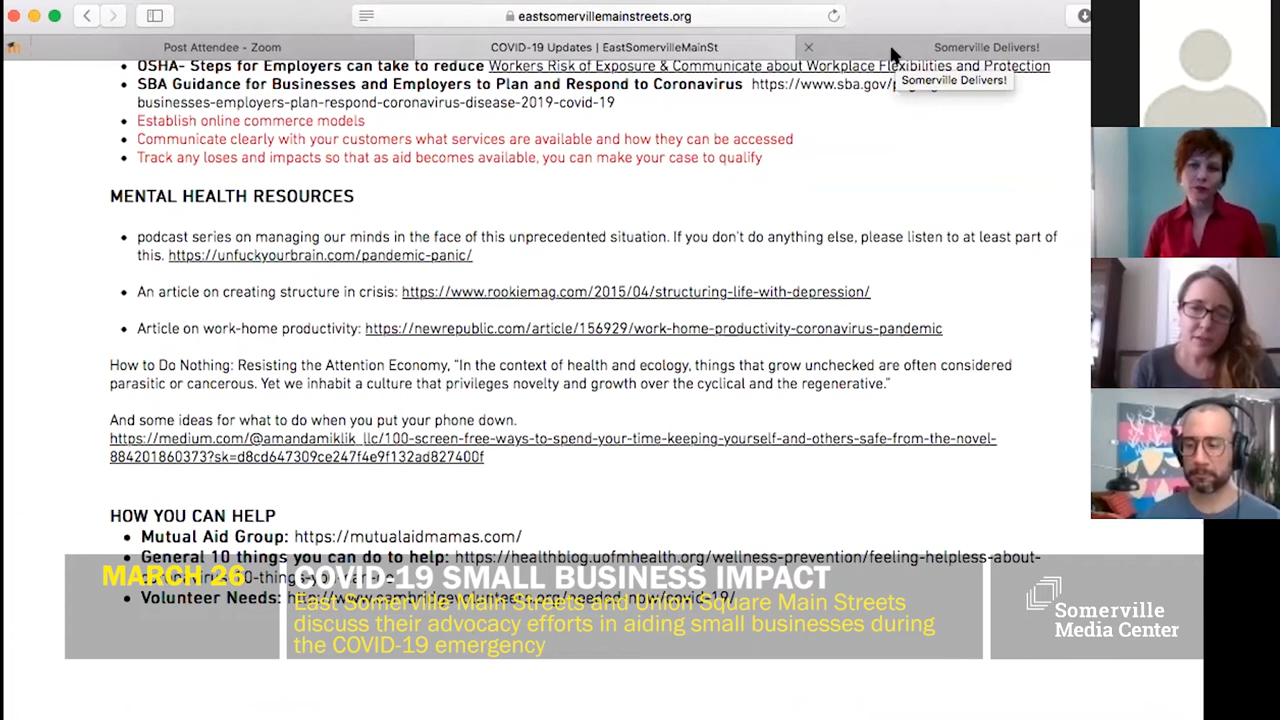 eastsomervillemainstreets.org
Post Attendee - Zoom
COVID-19 Updates | EastSomervilleMainSt
Somerville Delivers!
OSHA- Steps for Employers can take to reduce Workers Risk of Exposure & Communicate about Workplace Flexibilities and Protection
Somerville Delivers!
SBA Guidance for Businesses and Employers to Plan and Respond to Coronavirus https://www.sba.gov/
businesses-employers-plan-respond-coronavirus-disease-2019-covid-19
Establish online commerce models
Communicate clearly with your customers what services are available and how they can be accessed
Track any loses and impacts so that as aid becomes available, you can make your case to qualify
MENTAL HEALTH RESOURCES
podcast series on managing our minds in the face of this unprecedented situation. If you don't do anything else, please listen to at least part of
this. https://unfuckyourbrain.com/pandemic-panic/
An article on creating structure in crisis: https://www.rookiemag.com/2015/04/structuring-life-with-depression/
Article on work-home productivity: https://newrepublic.com/article/156929/work-home-productivity-coronavirus-pandemic
How to Do Nothing: Resisting the Attention Economy, "In the context of health and ecology, things that grow unchecked are often considered
parasitic or cancerous. Yet we inhabit a culture that privileges novelty and growth over the cyclical and the regenerative."
And some ideas for what to do when you put your phone down.
https://medium.com/@amandamiklik_llc/100-screen-free-ways-to-spend-your-time-keeping-yourself-and-others-safe-from-the-novel-
884201860373?sk=d8cd647309ce247f4e9f132ad827400f
HOW YOU CAN HELP
Mutual Aid Group: https://mutualaidmamas.com/
General 10 things you can do to help: https://healthblog.uofmhealth.org/wellness-prevention/feeling-helpless-about-
Volunteer Needs:
MARCH 26
COVID-19 SMALL BUSINESS IMPACT
East Somerville Main Streets and Union Square Main Streets
discuss their advocacy efforts in aiding small businesses during
the COVID-19 emergency
Somerville
Media Center